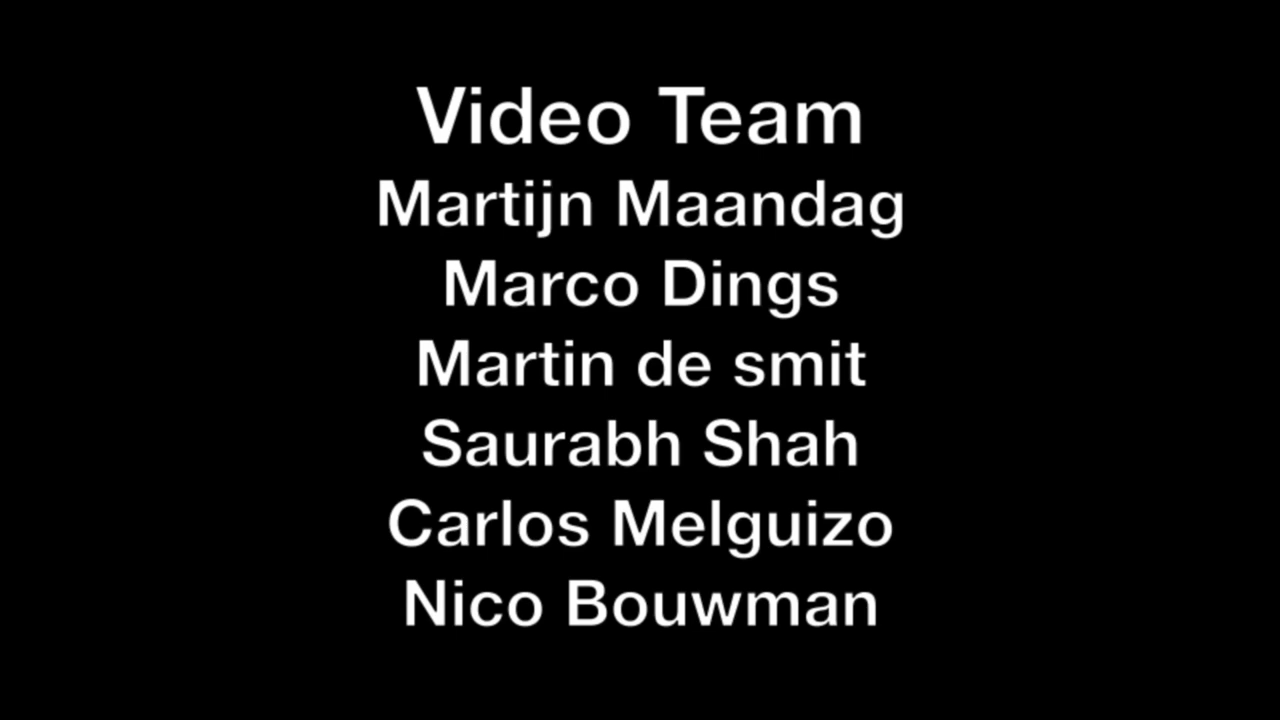 Video Team
Martijn Maandag
Marco Dings
Martin de smit
Saurabh Shah
Carlos Melguizo
Nico Bouwman